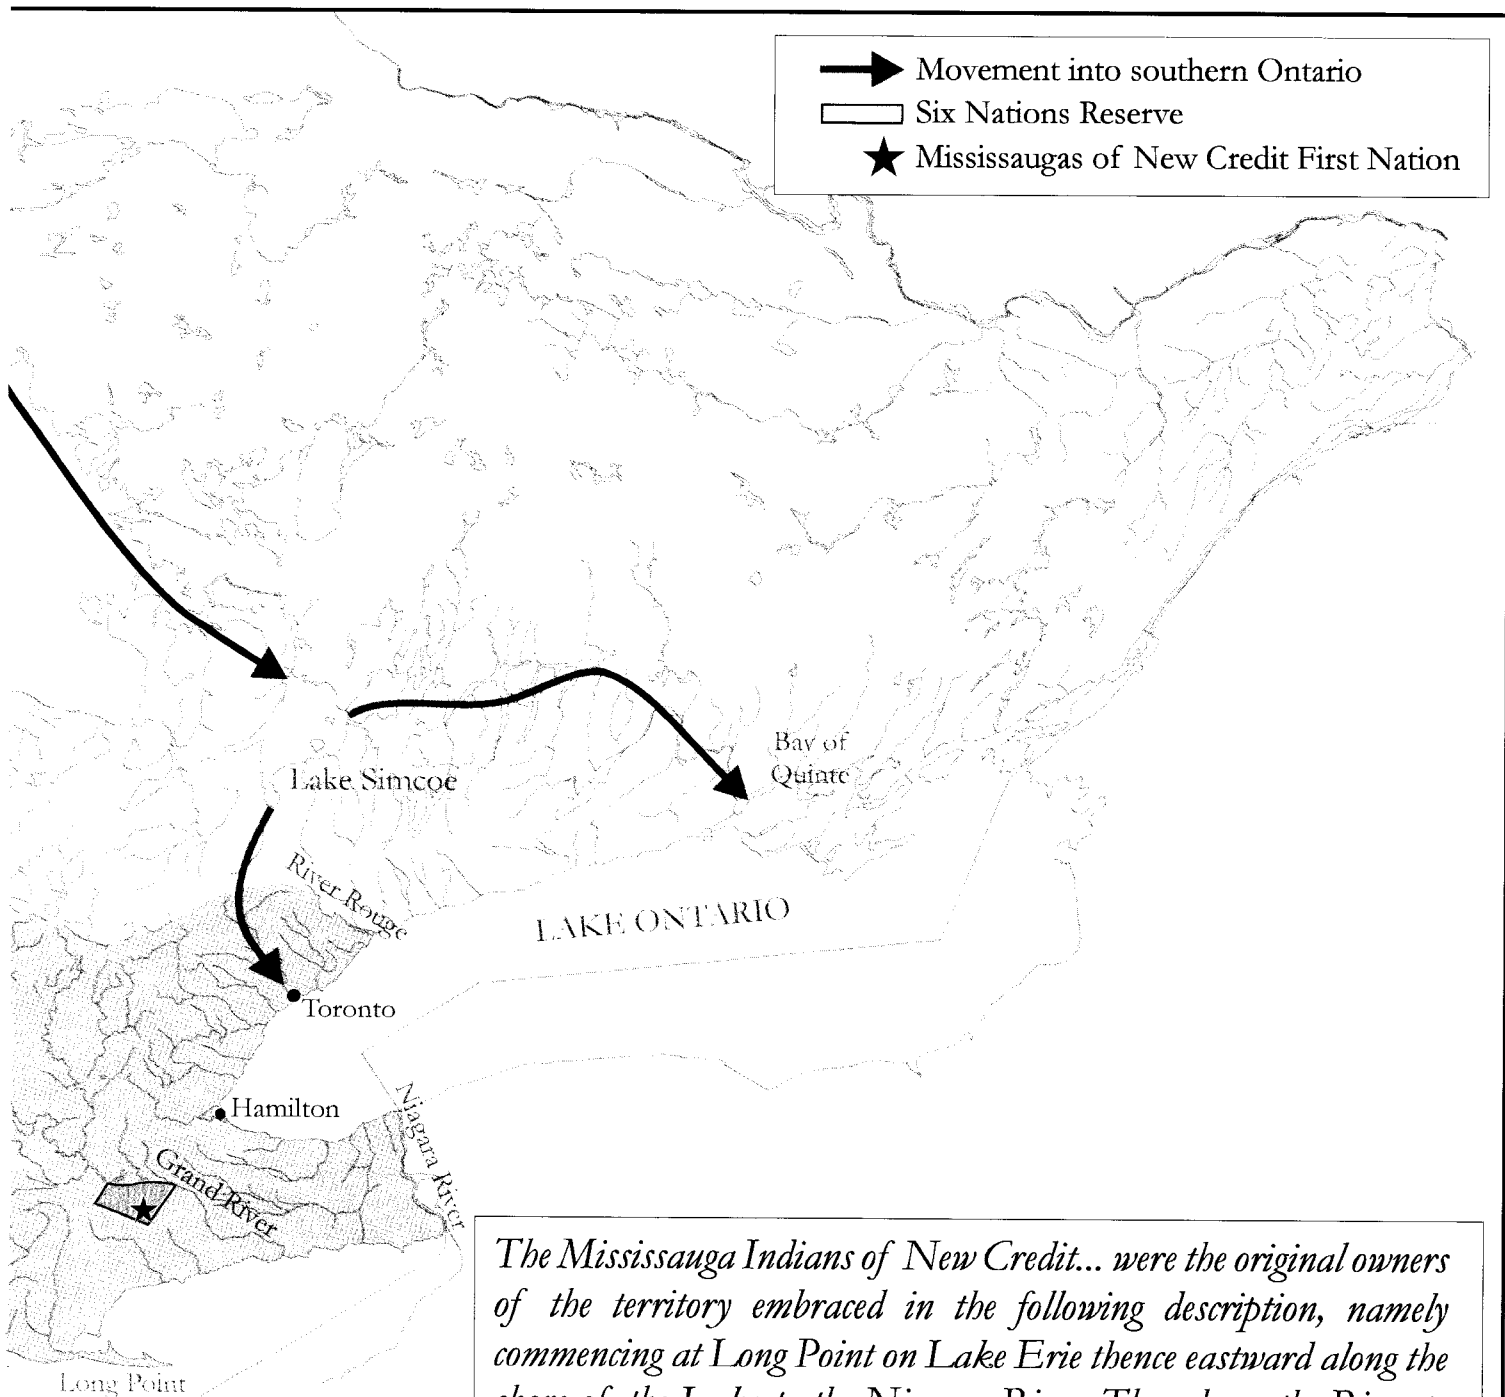 Movement into southern Ontario
Six Nations Reserve
Mississaugas of New Credit First Nation
Bay of
Quinte
Lake Simcoe
River Rouge
LAKE ONTARIO
Toronto
Hamilton
Niagara River
Grand River
Long Point
The Mississauga Indians of New Credit... were the original owners
of the territory embraced in the following description, namely
commencing at Long Point on Lake Erie thence eastward along the